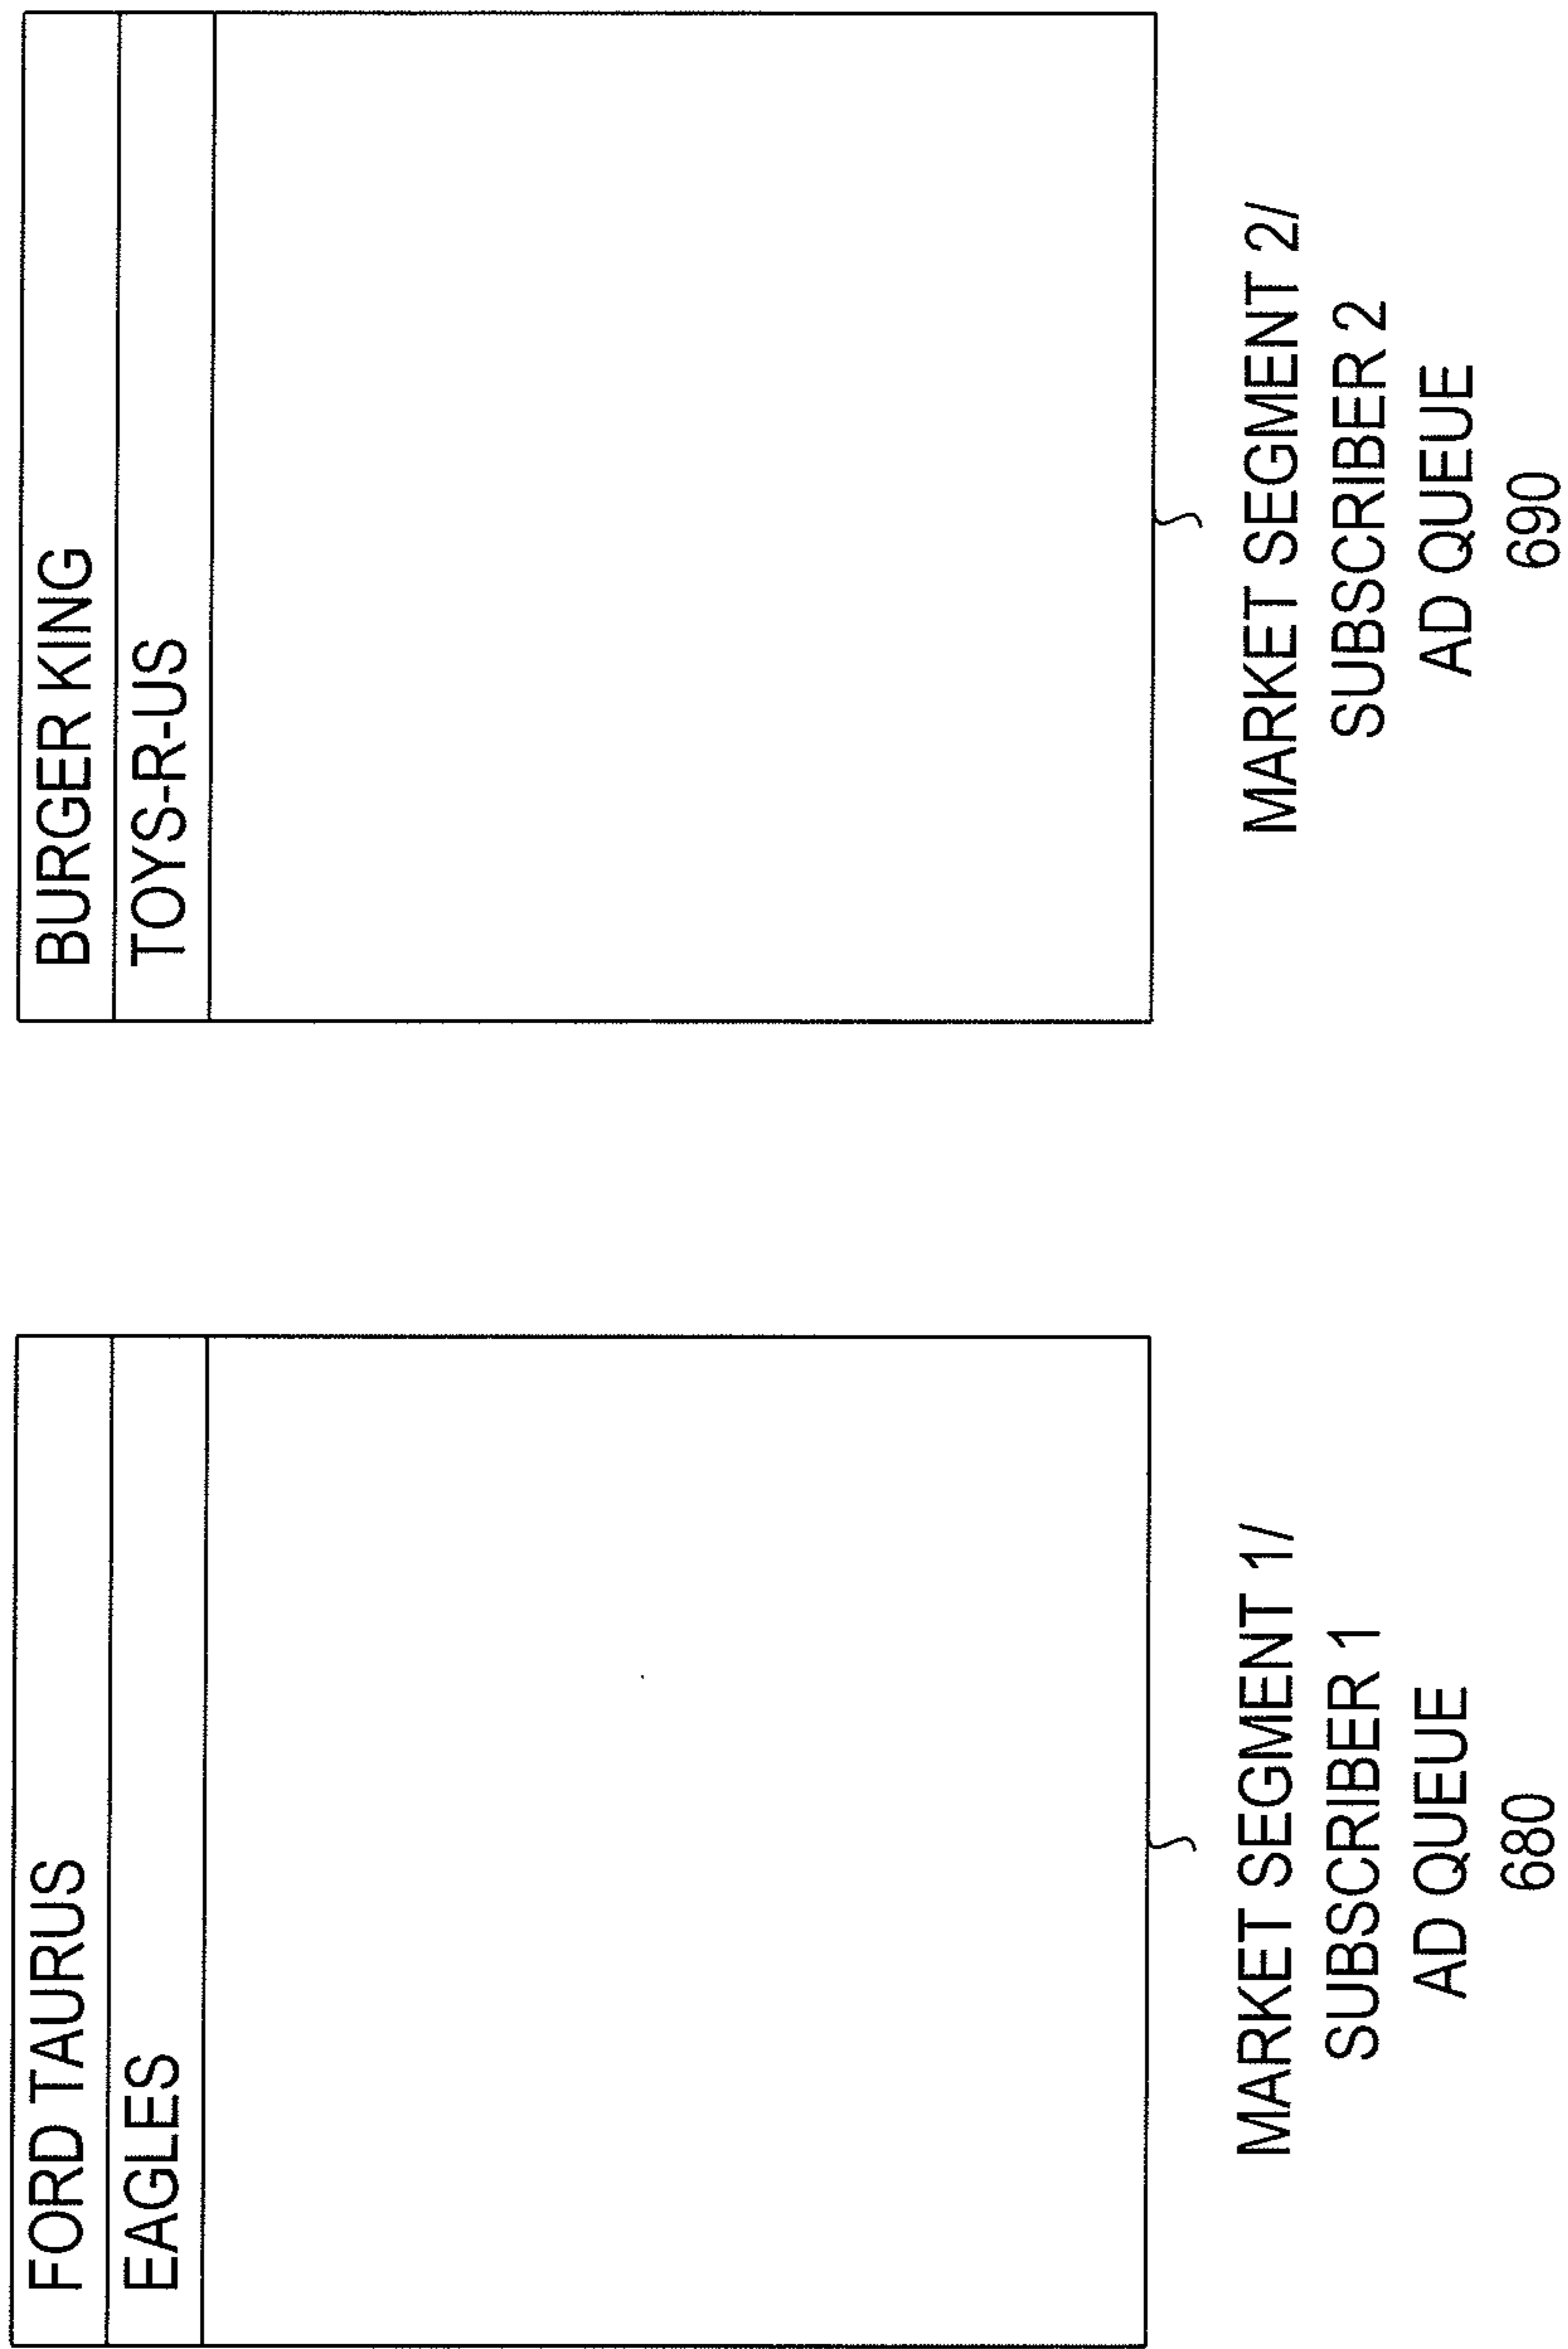 FORD TAURUS
EAGLES
MARKET SEGMENT 1/
SUBSCRIBER 1
AD QUEUE
680
BURGER KING
TOYS-R-US
MARKET SEGMENT 2/
SUBSCRIBER 2
AD QUEUE
690